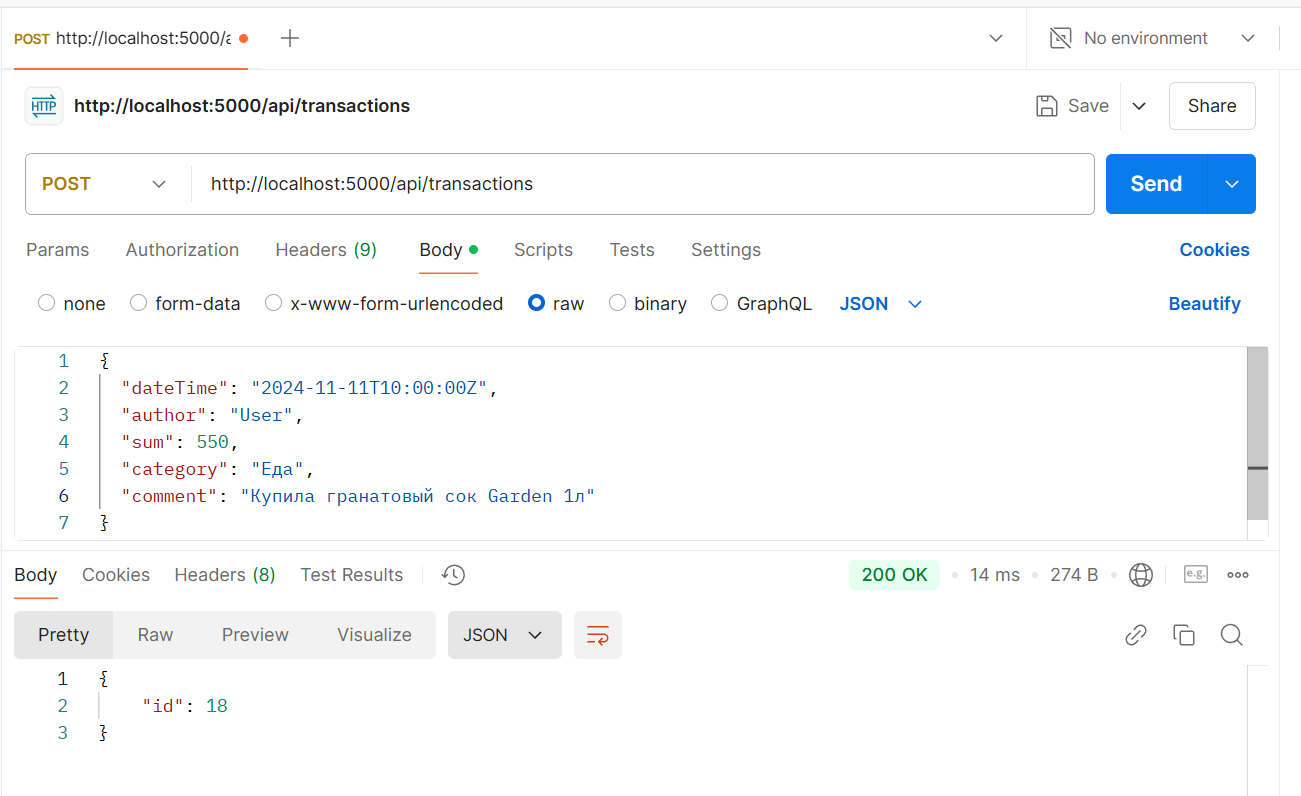 POST http://localhost:5000/a
No environment
HTTP http://localhost:5000/api/transactions
Save
Share
POST http://localhost:5000/api/transactions
Send
Params Authorization Headers (9) Body Scripts Tests Settings Cookies
none form-data x-www-form-urlencoded raw binary GraphQL JSON Beautify
1 {
2 "dateTime": "2024-11-11T10:00:00Z",
3 "author": "User",
4 "sum": 550,
5 "category": "Еда",
6 "comment": "Купила гранатовый сок Garden 1л"
7 }
Body Cookies Headers (8) Test Results 200 OK 14 ms 274 B e.g.
Pretty Raw Preview Visualize JSON
1 {
2 "id": 18
3 }